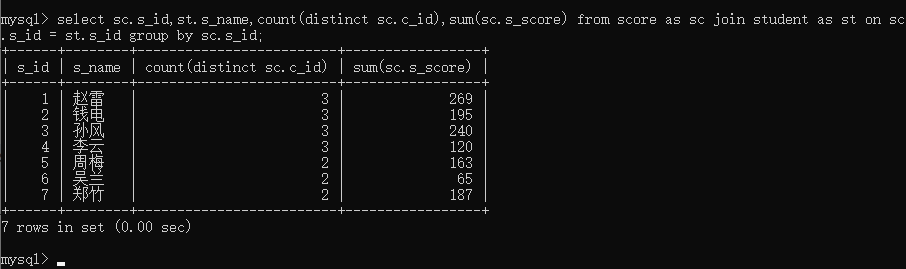 mysql> select sc.s_id,st.s_name,count(distinct sc.c_id),sum(sc.s_score) from score as sc join student as st on sc
.s_id = st.s_id group by sc.s_id;
+------+--------+-------------------------+-----------------+
| s_id | s_name | count(distinct sc.c_id) | sum(sc.s_score) |
+------+--------+-------------------------+-----------------+
|    1 | 赵雷   |                       3 |             269 |
|    2 | 钱电   |                       3 |             195 |
|    3 | 孙风   |                       3 |             240 |
|    4 | 李云   |                       3 |             120 |
|    5 | 周梅   |                       2 |             163 |
|    6 | 吴兰   |                       2 |              65 |
|    7 | 郑竹   |                       2 |             187 |
+------+--------+-------------------------+-----------------+
7 rows in set (0.00 sec)
mysql>